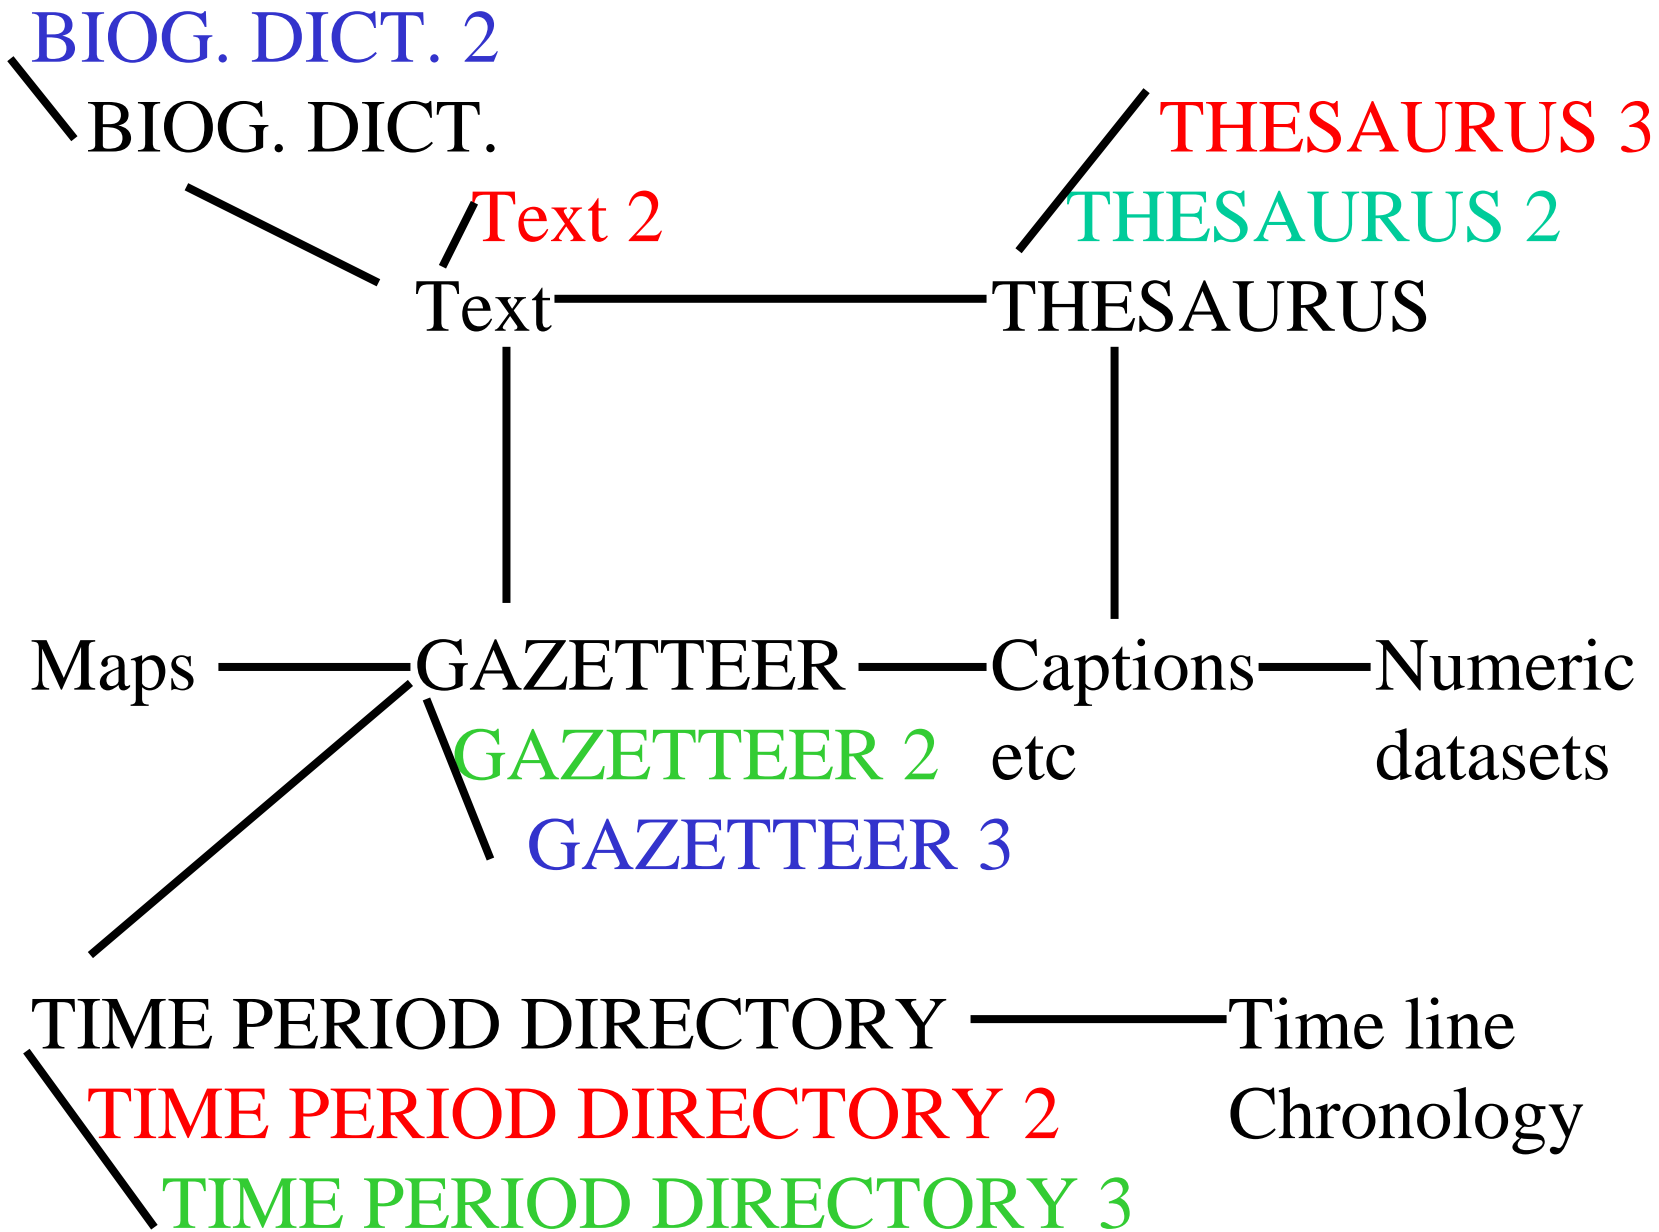 BIOG. DICT. 2
BIOG. DICT.
THESAURUS 3
Text 2
THESAURUS 2
Text
THESAURUS
Maps
GAZETTEER
Captions
Numeric
GAZETTEER 2
etc
datasets
GAZETTEER 3
TIME PERIOD DIRECTORY
Time line
TIME PERIOD DIRECTORY 2
Chronology
TIME PERIOD DIRECTORY 3